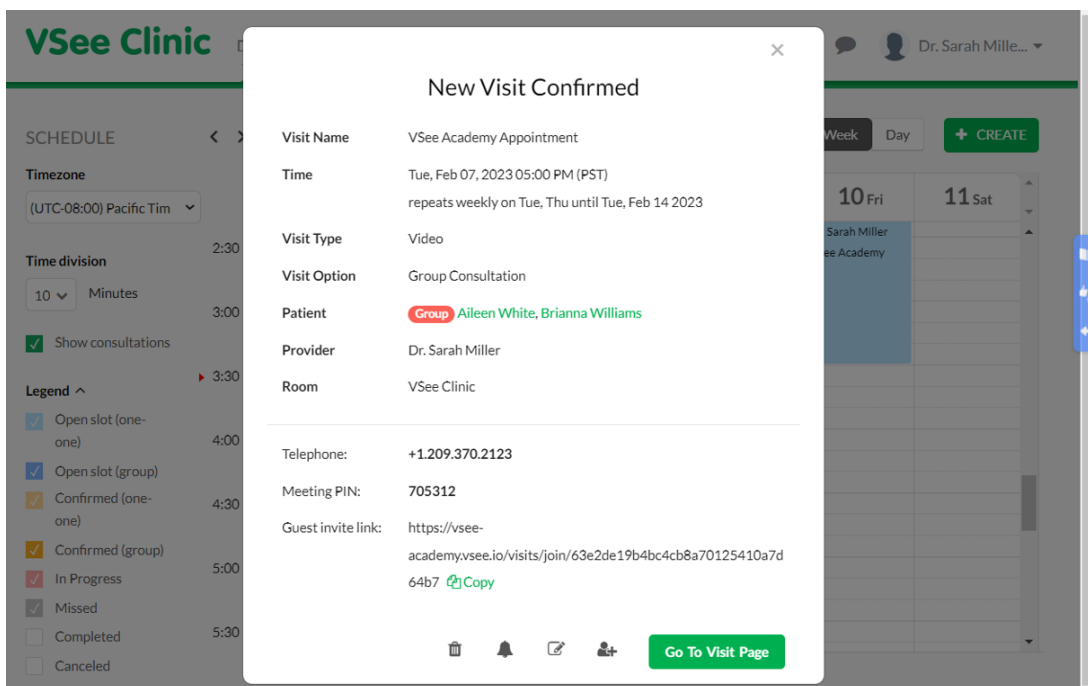 VSee Clinic
D
Dr. Sarah Mille...
SCHEDULE
Timezone
(UTC-08:00) Pacific Tim
Time division
10 Minutes
Show consultations
Legend
Open slot (one-
one)
Open slot (group)
Confirmed (one-
one)
Confirmed (group)
In Progress
Missed
Completed
Canceled
2:30
3:00
3:30
4:00
4:30
5:00
5:30
New Visit Confirmed
Visit Name VSee Academy Appointment
Time Tue, Feb 07, 2023 05:00 PM (PST)
repeats weekly on Tue, Thu until Tue, Feb 14 2023
Visit Type Video
Visit Option Group Consultation
Patient Group Aileen White, Brianna Williams
Provider Dr. Sarah Miller
Room VSee Clinic
Telephone: +1.209.370.2123
Meeting PIN: 705312
Guest invite link: https://vsee-
academy.vsee.io/visits/join/63e2de19b4bc4cb8a70125410a7d
64b7 Copy
Go To Visit Page
Week Day + CREATE
10 Fri 11 Sat
Sarah Miller
ee Academy